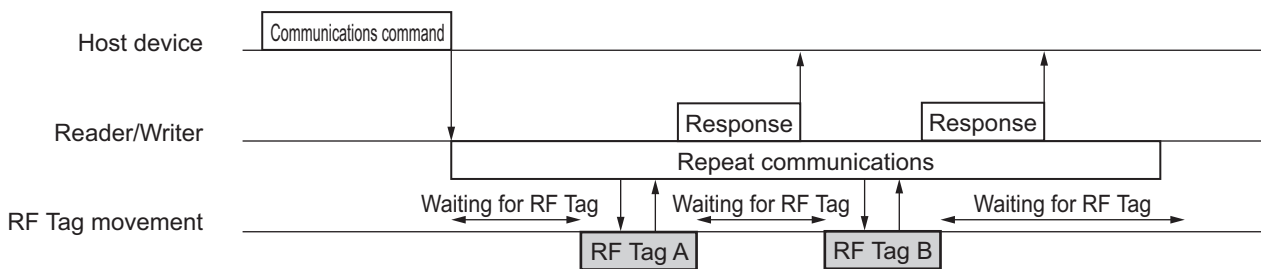 Communications command
Host device
Reader/Writer
Response
Response
Repeat communications
Waiting for RF Tag
Waiting for RF Tag
Waiting for RF Tag
RF Tag movement
RF Tag A
RF Tag B